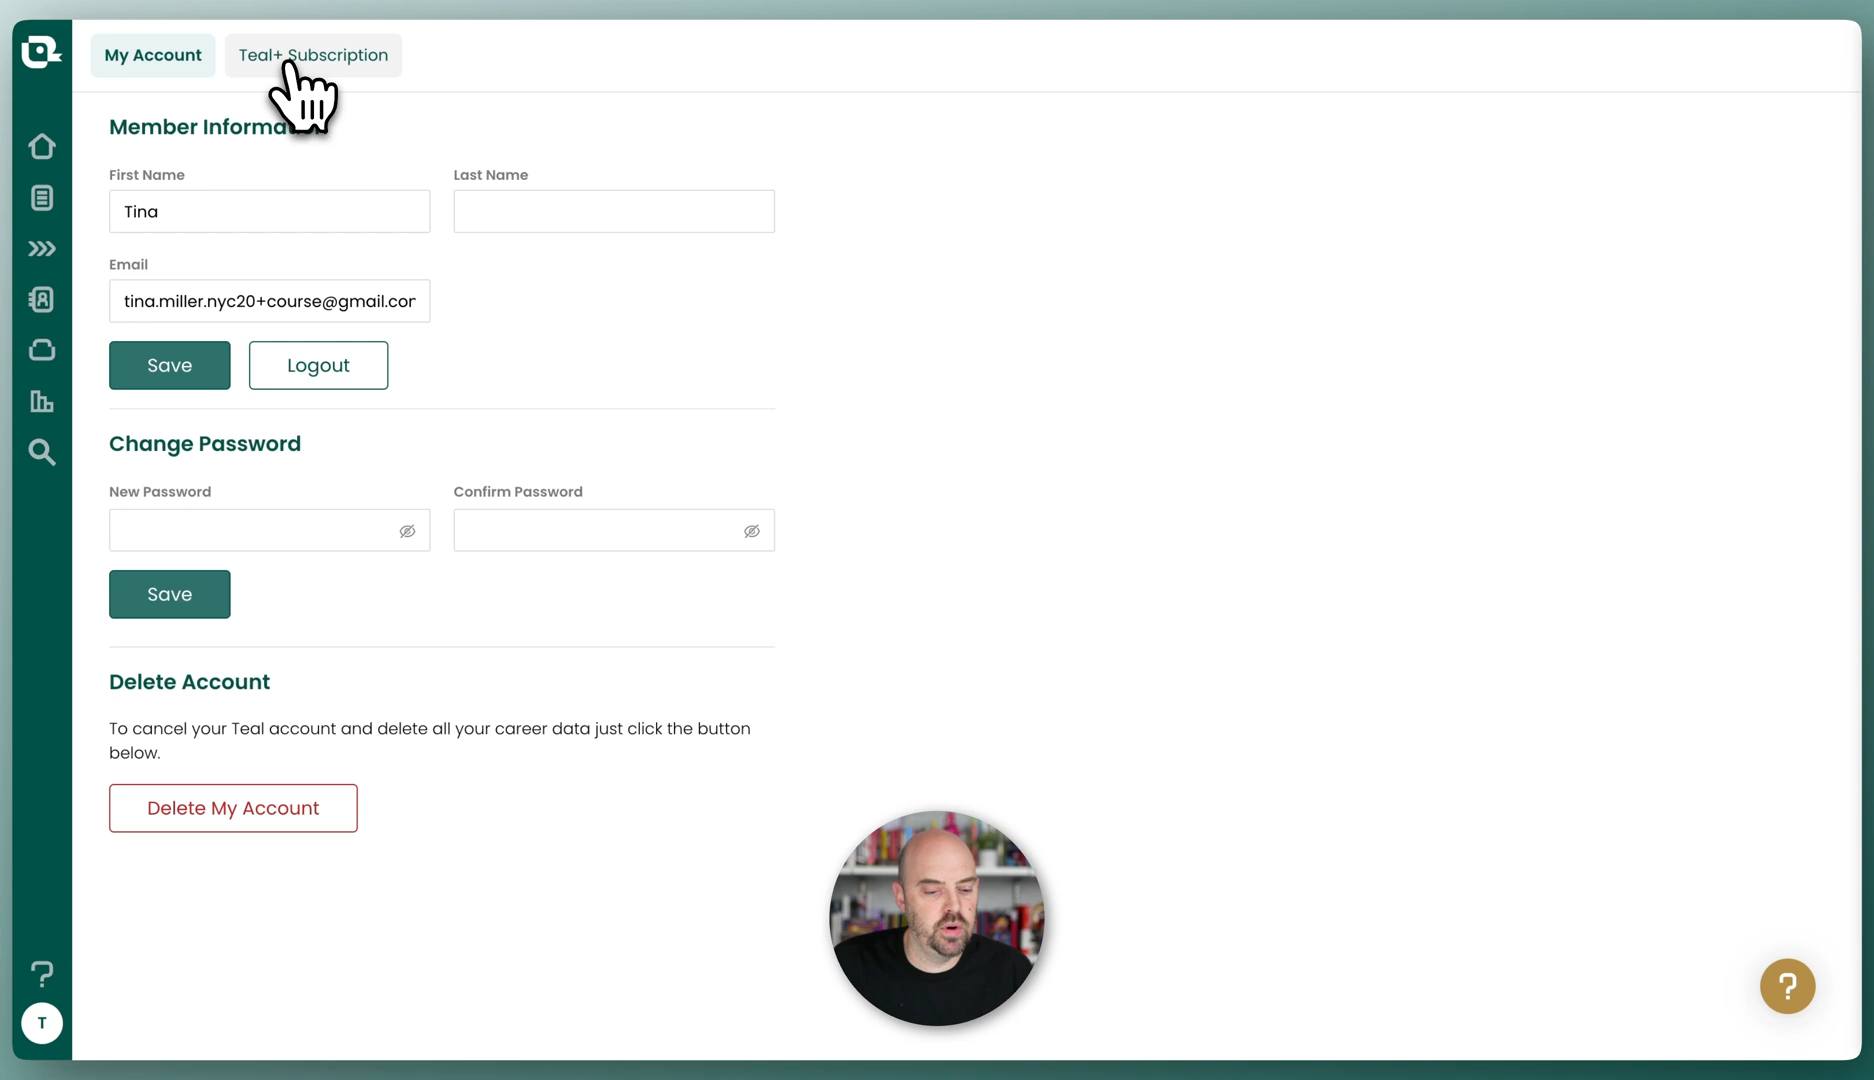 My Account
Teal+ Subscription
Member Information
First Name
Last Name
Tina
Email
tina.miller.nyc20+course@gmail.cor
Save
Logout
Change Password
New Password
Confirm Password
Save
Delete Account
To cancel your Teal account and delete all your career data just click the button
below.
Delete My Account
?
T
?